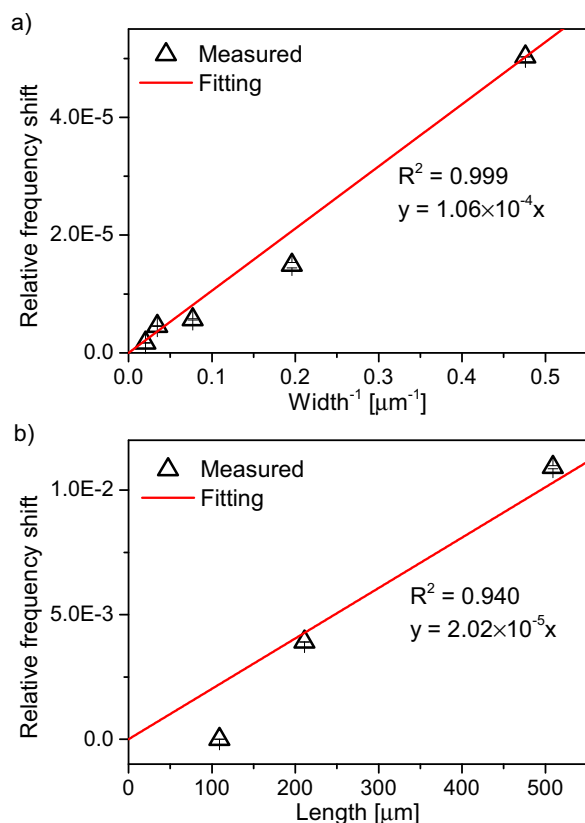 a)
Measured
Fitting
R² = 0.999
y = 1.06×10⁻⁴x
4.0E-5
2.0E-5
0.0
Relative frequency shift
0.0 0.1 0.2 0.3 0.4 0.5
Width⁻¹ [μm⁻¹]
b)
Measured
Fitting
R² = 0.940
y = 2.02×10⁻⁵x
1.0E-2
5.0E-3
0.0
Relative frequency shift
0 100 200 300 400 500
Length [μm]